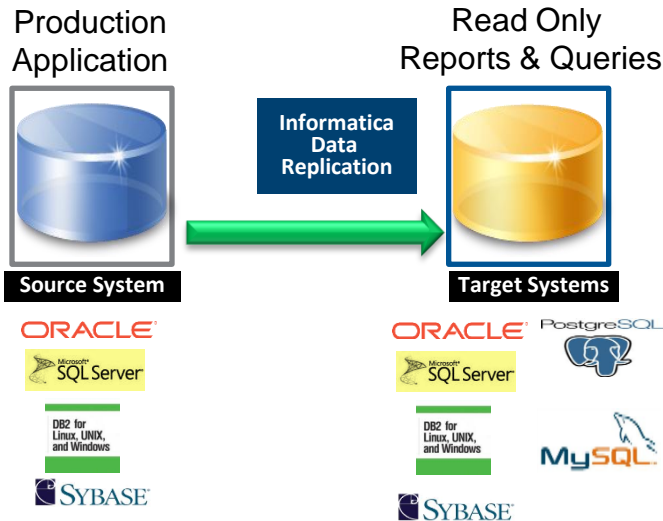 Production
Application
Read Only
Reports & Queries
Informatica
Data
Replication
Source System
Target Systems
ORACLE®
Microsoft®
SQL Server®
DB2 for
Linux, UNIX,
and Windows
SYBASE®
ORACLE®
PostgreSQL
Microsoft®
SQL Server®
DB2 for
Linux, UNIX,
and Windows
MySQL™
SYBASE®